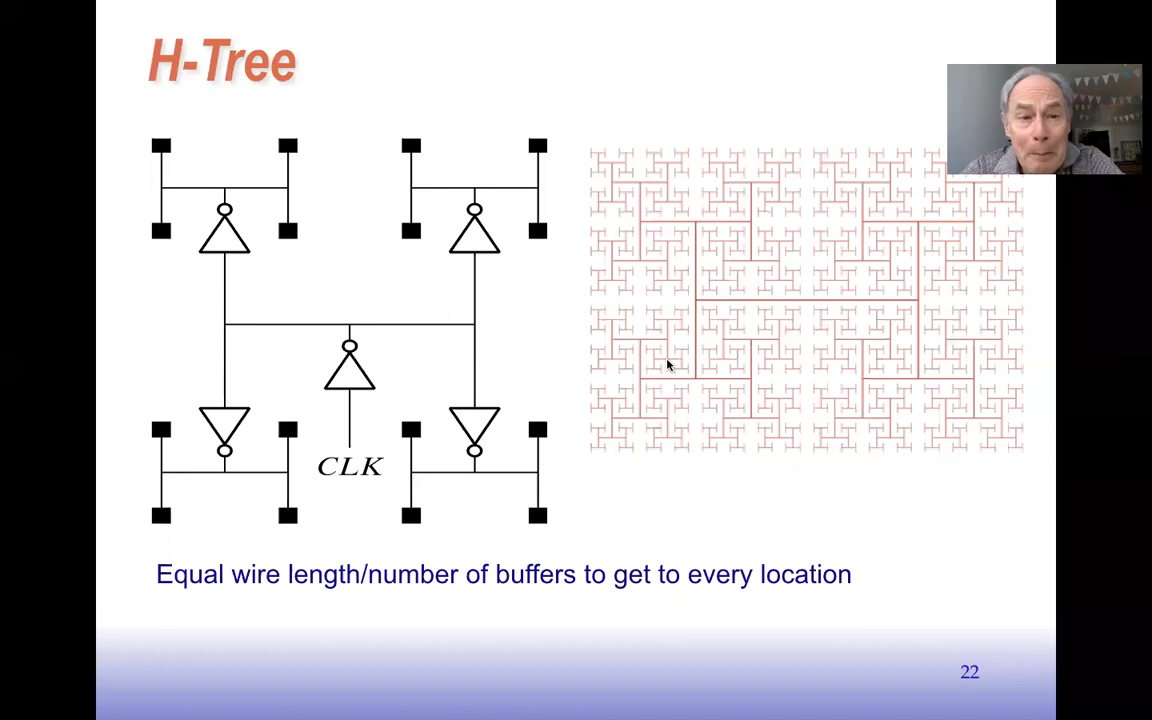 H-Tree
CLK
Equal wire length/number of buffers to get to every location
22